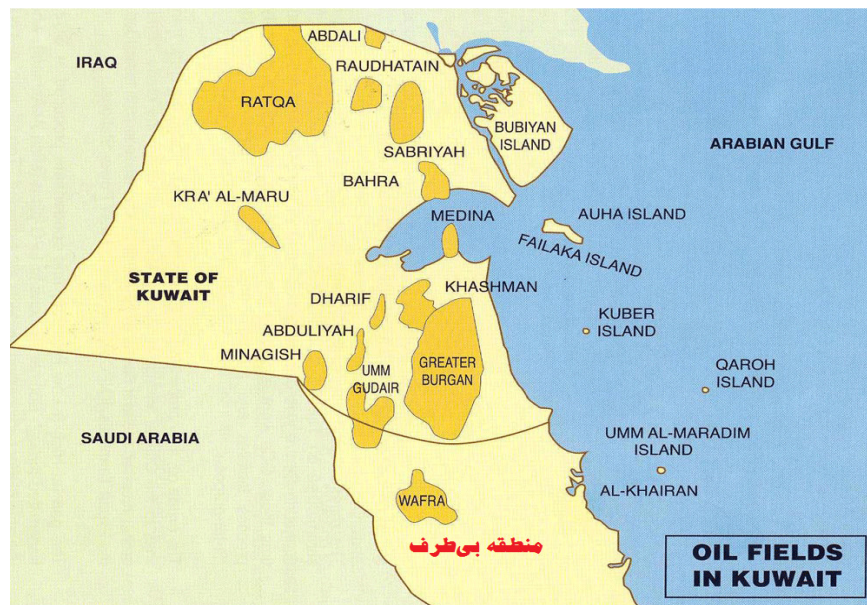 ABDALI
IRAQ
RAUDHATAIN
RATQA
BUBIYAN
ISLAND
ARABIAN GULF
SABRIYAH
BAHRA
KRA' AL-MARU
MEDINA
AUHA ISLAND
FAILAKA ISLAND
STATE OF
KUWAIT
KHASHMAN
DHARIF
KUBER
ISLAND
ABDULIYAH
MINAGISH
UMM
GUDAIR
GREATER
BURGAN
QAROH
ISLAND
SAUDI ARABIA
UMM AL-MARADIM
ISLAND
AL-KHAIRAN
WAFRA
منطقه بی‌طرف
OIL FIELDS
IN KUWAIT